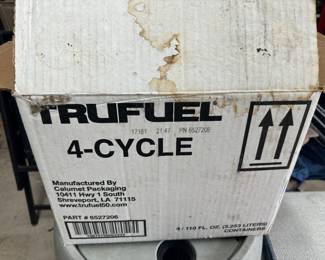 TRUFUEL
17181 21:47 PN 6527206
4-CYCLE
Manufactured By
Calumet Packaging
10411 Hwy 1 South
Shreveport, LA 71115
www.trufuel50.com
PART # 6527206
4 / 110 FL. OZ. (3.253 LITERS)
CONTAINERS